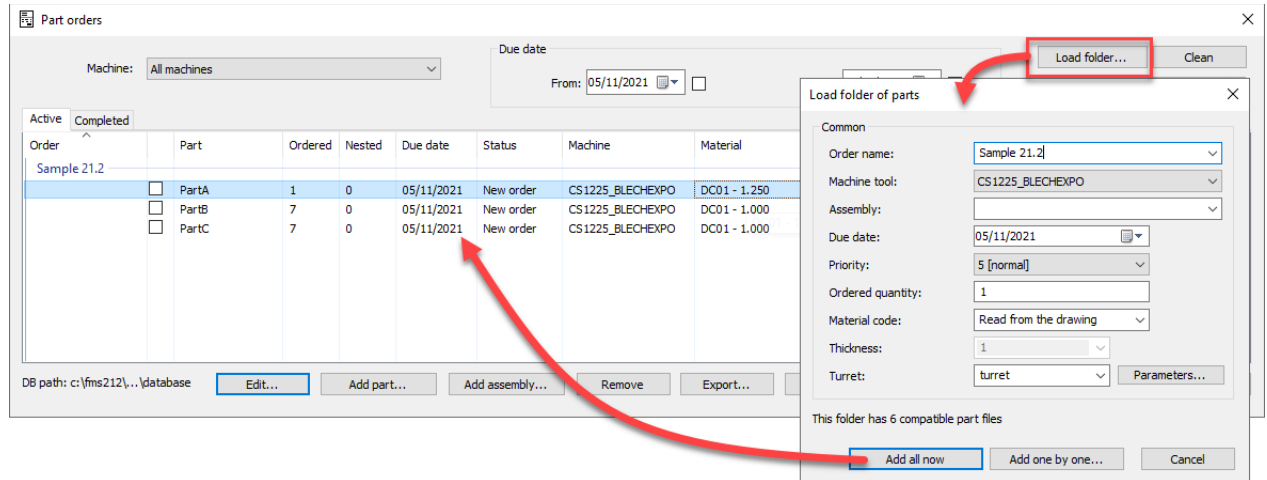 Part orders
Due date
Load folder...
Clean
Machine:
All machines
From:
05/11/2021
Active
Completed
Order
Part
Ordered
Nested
Due date
Status
Machine
Material
Sample 21.2
PartA 1 0 05/11/2021 New order CS1225_BLECHEXPO DC01 - 1.250
PartB 7 0 05/11/2021 New order CS1225_BLECHEXPO DC01 - 1.000
PartC 7 0 05/11/2021 New order CS1225_BLECHEXPO DC01 - 1.000
DB path: c:\fms212\...\database
Edit...
Add part...
Add assembly...
Remove
Export...
Load folder of parts
Common
Order name: Sample 21.2
Machine tool: CS1225_BLECHEXPO
Assembly:
Due date: 05/11/2021
Priority: 5 [normal]
Ordered quantity: 1
Material code: Read from the drawing
Thickness: 1
Turret: turret
Parameters...
This folder has 6 compatible part files
Add all now
Add one by one...
Cancel